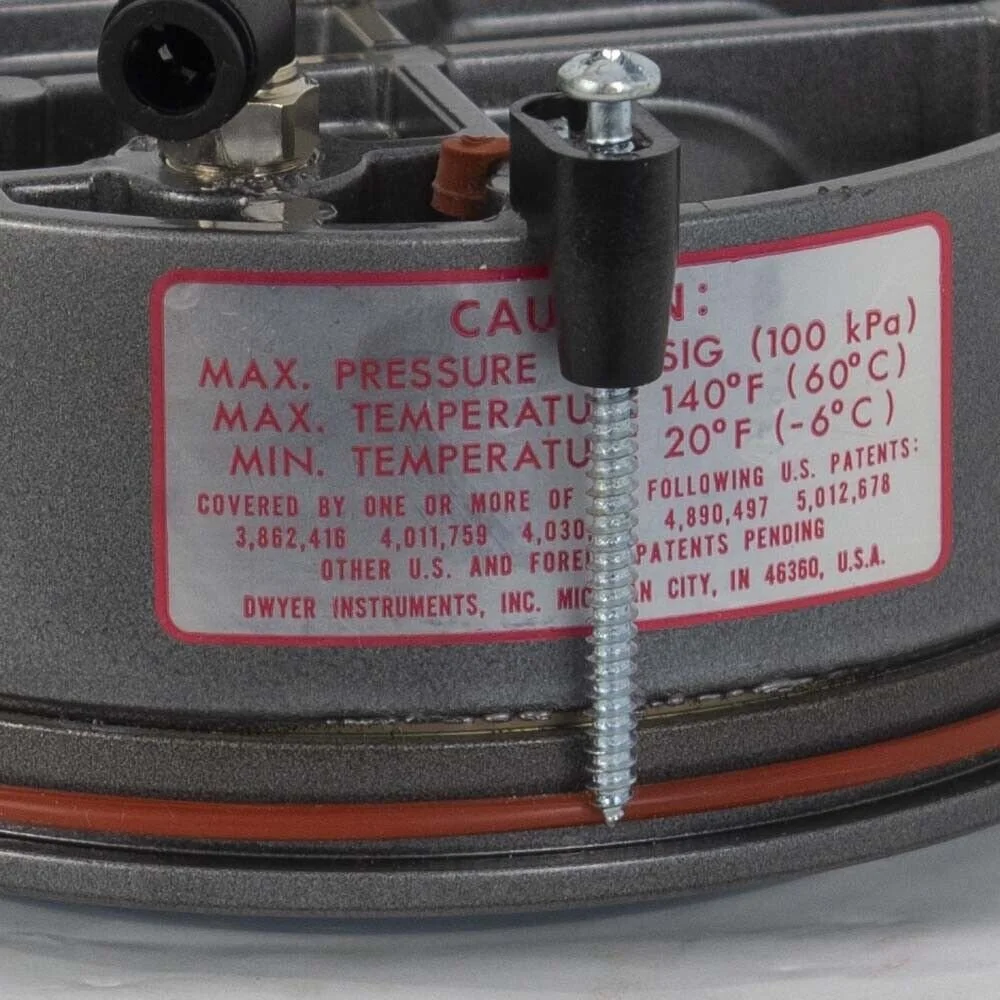 CAU N:
MAX. PRESSURE SIG (100 kPa)
MAX. TEMPERATU 140°F (60°C)
MIN. TEMPERATU 20°F (-6°C)
COVERED BY ONE OR MORE OF FOLLOWING U.S. PATENTS:
3,862,416 4,011,759 4,030, 4,890,497 5,012,678
OTHER U.S. AND FOREI PATENTS PENDING
DWYER INSTRUMENTS, INC. MIC N CITY, IN 46360, U.S.A.